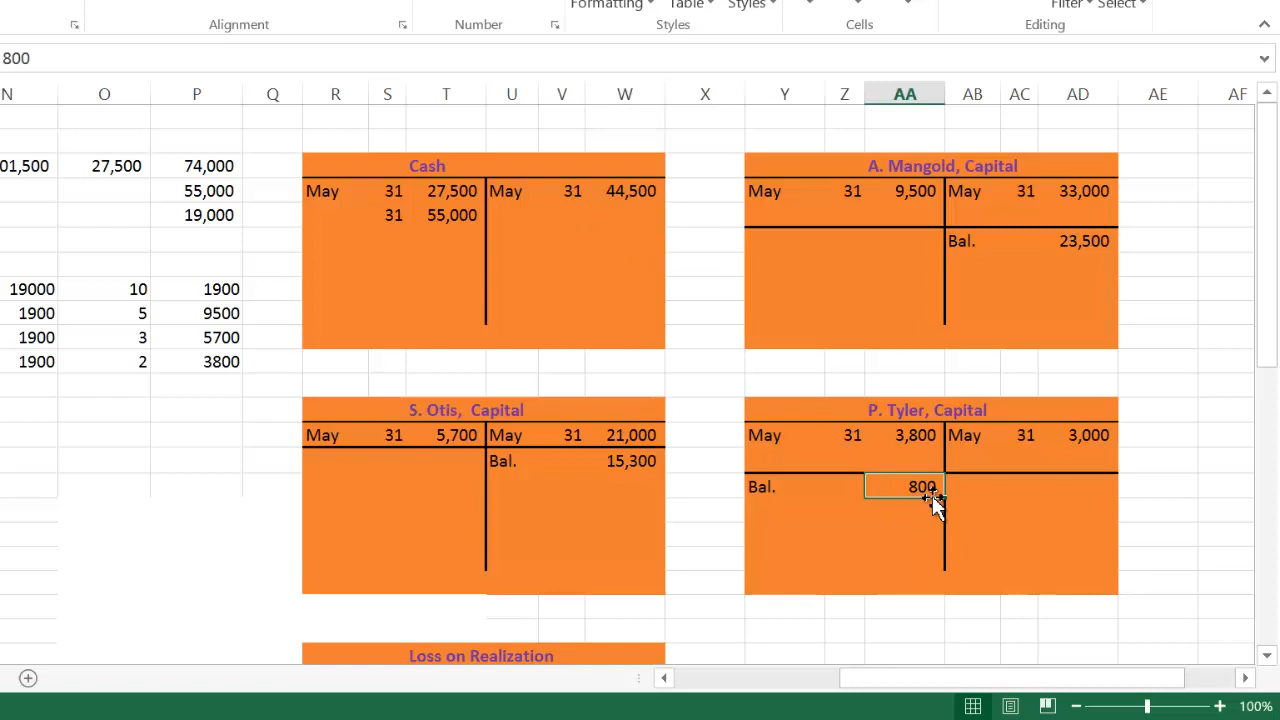 Formatting Table Styles Filter Select
Alignment Number Styles Cells Editing
800
N O P Q R S T U V W X Y Z AA AB AC AD AE AF
01,500 27,500 74,000 Cash A. Mangold, Capital
55,000 May 31 27,500 May 31 44,500 May 31 9,500 May 31 33,000
19,000 31 55,000
Bal. 23,500
19000 10 1900
1900 5 9500
1900 3 5700
1900 2 3800
S. Otis, Capital P. Tyler, Capital
May 31 5,700 May 31 21,000 May 31 3,800 May 31 3,000
Bal. 15,300
Bal. 800
Loss on Realization
100%